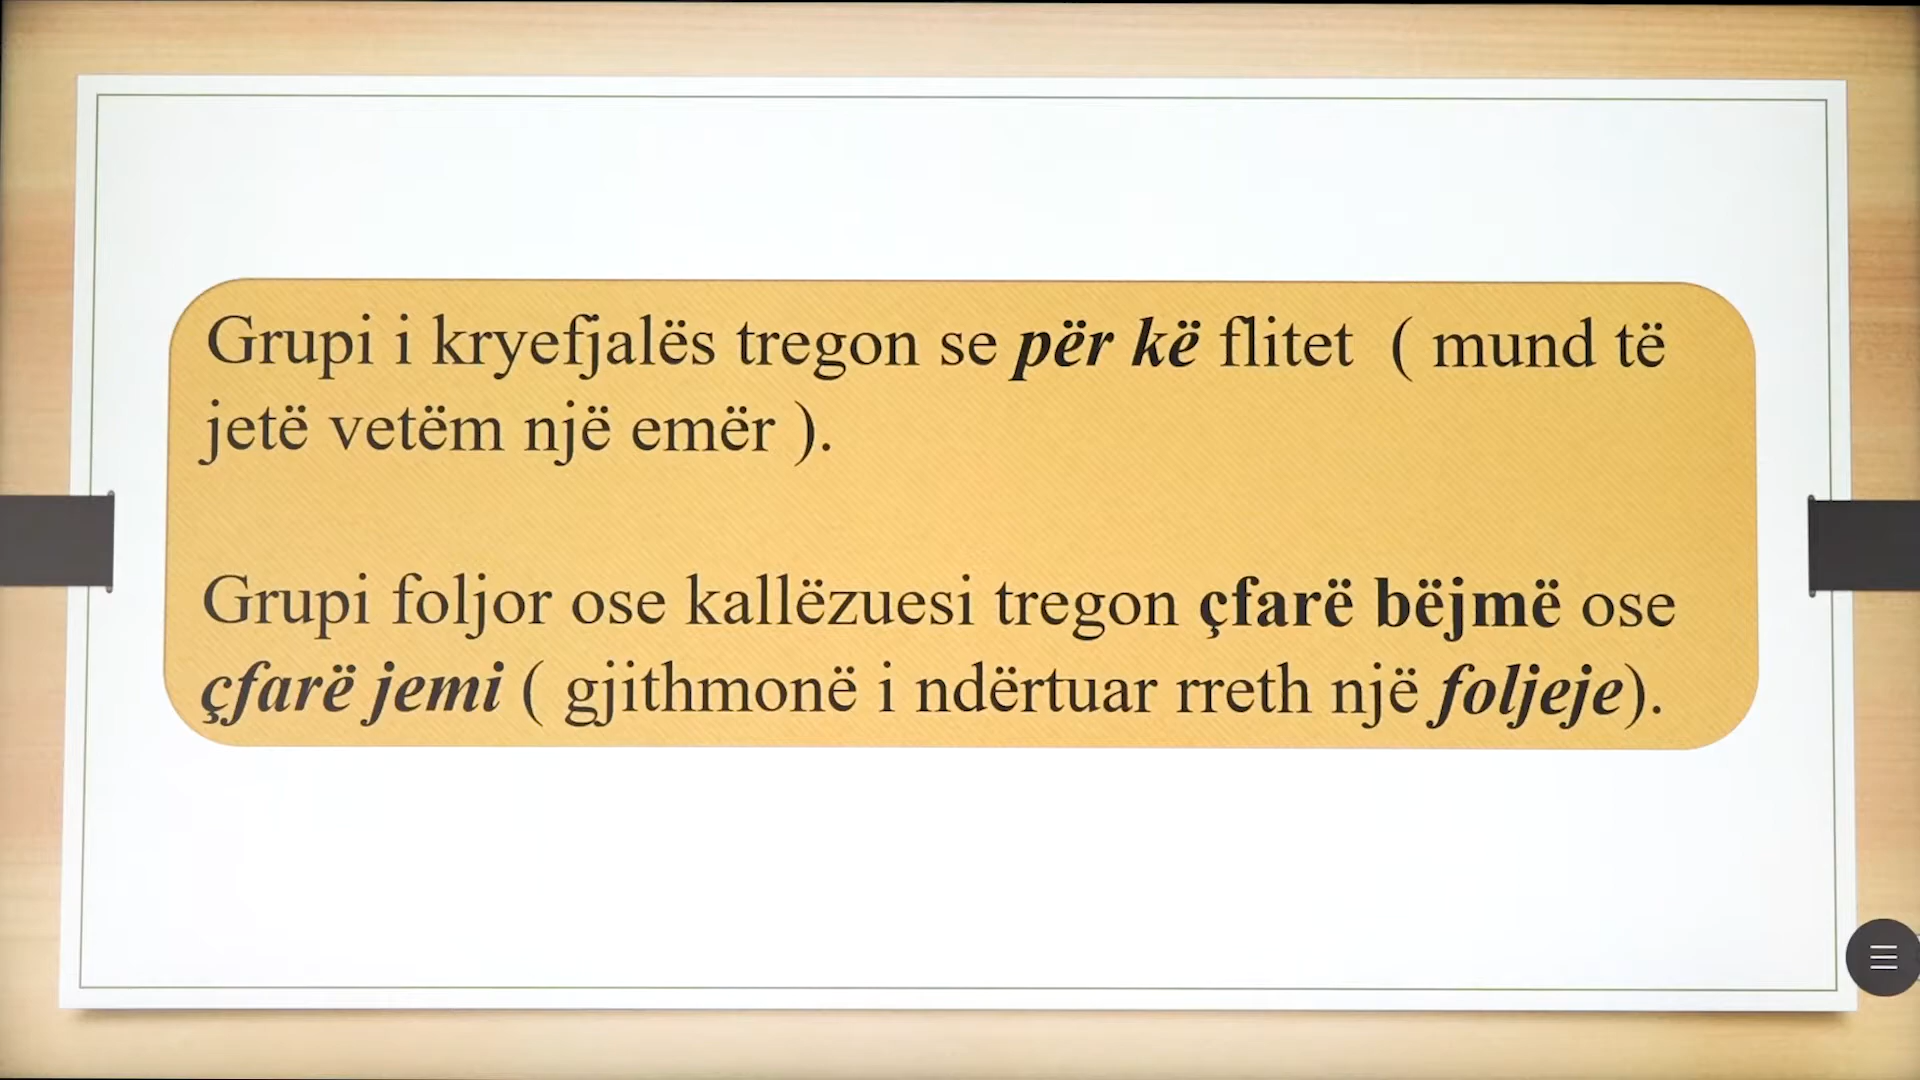 Grupi i kryefjalës tregon se për kë flitet ( mund të
jetë vetëm një emër ).
Grupi foljor ose kallëzuesi tregon çfarë bëjmë ose
çfarë jemi ( gjithmonë i ndërtuar rreth një foljeje).